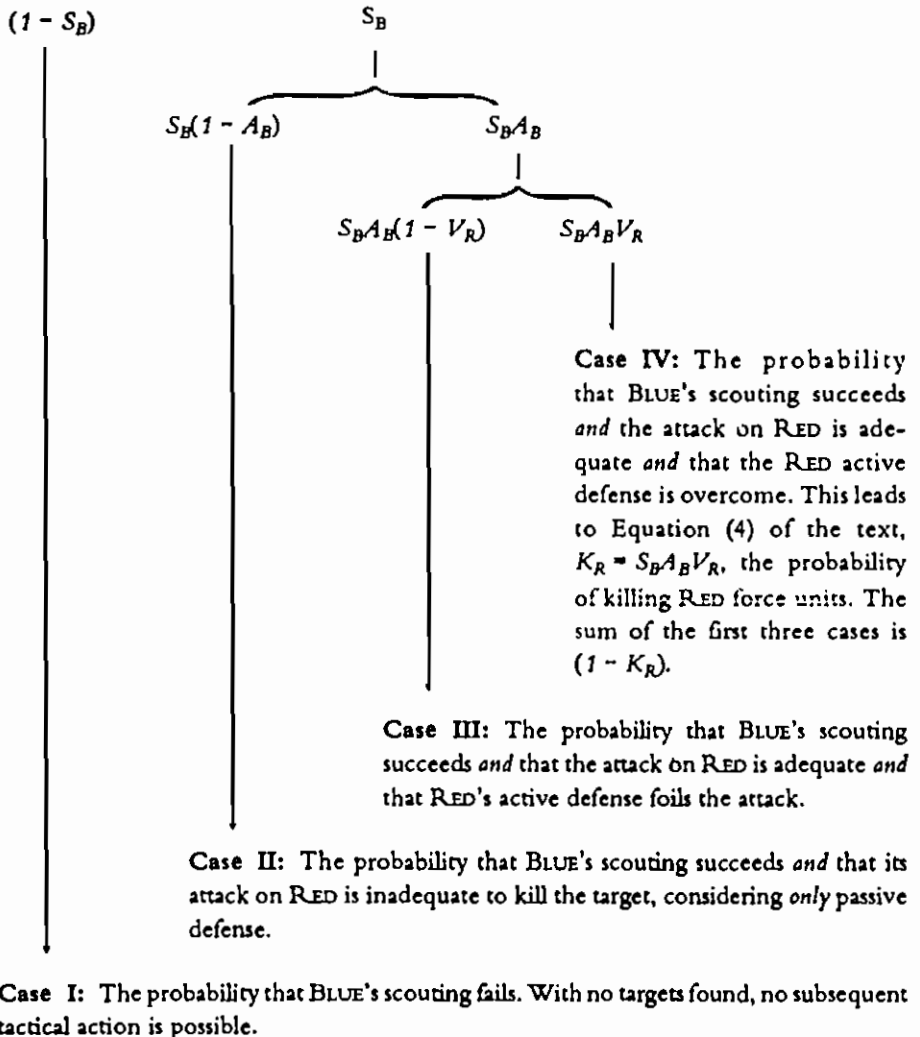 (1 - S_B) S_B
S_B(1 - A_B) S_BA_B
S_BA_B(1 - V_R) S_BA_BV_R
Case IV: The probability
that BLUE's scouting succeeds
and the attack on RED is ade-
quate and that the RED active
defense is overcome. This leads
to Equation (4) of the text,
K_R = S_BA_BV_R, the probability
of killing RED force units. The
sum of the first three cases is
(1 - K_R).
Case III: The probability that BLUE's scouting
succeeds and that the attack on RED is adequate and
that RED's active defense foils the attack.
Case II: The probability that BLUE's scouting succeeds and that its
attack on RED is inadequate to kill the target, considering only passive
defense.
Case I: The probability that BLUE's scouting fails. With no targets found, no subsequent
tactical action is possible.